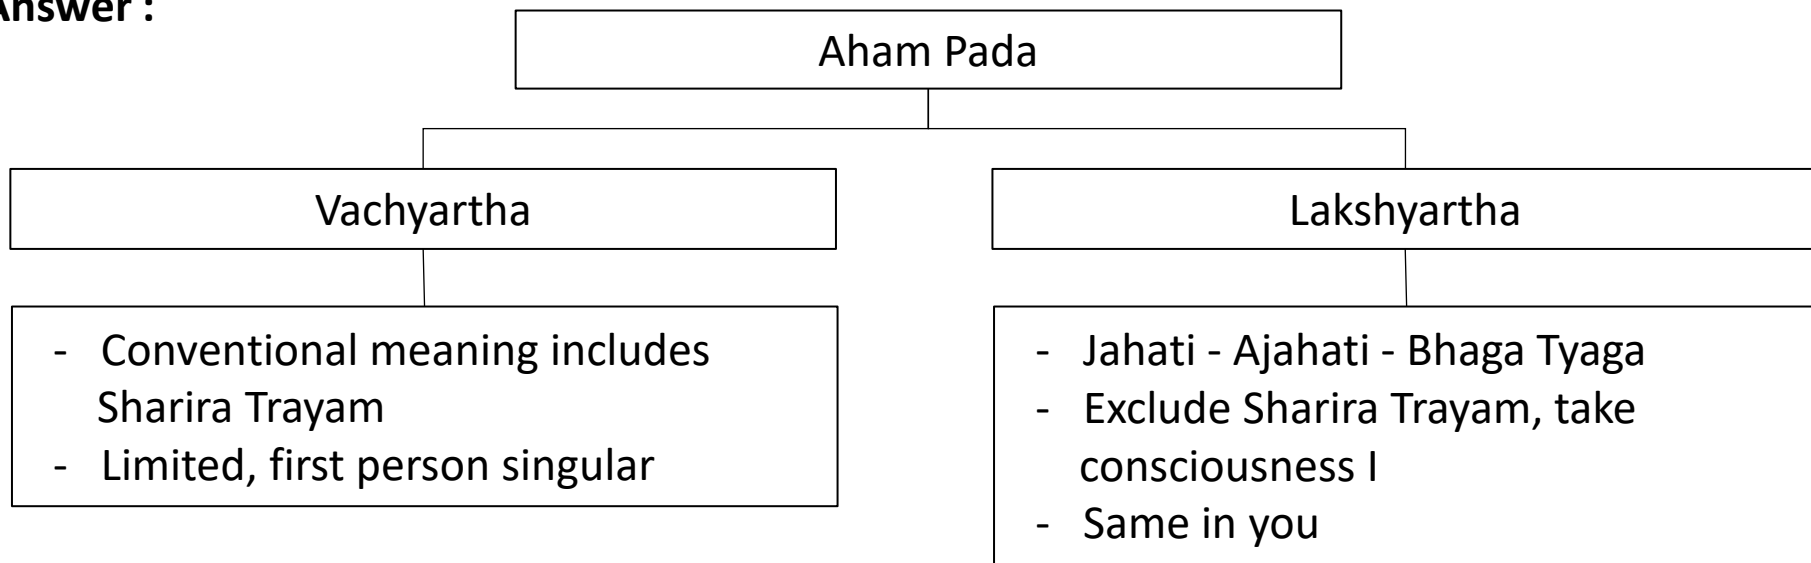 Answer :
Aham Pada
Vachyartha
Lakshyartha
- Conventional meaning includes
Sharira Trayam
- Limited, first person singular
- Jahati - Ajahati - Bhaga Tyaga
- Exclude Sharira Trayam, take
consciousness I
- Same in you